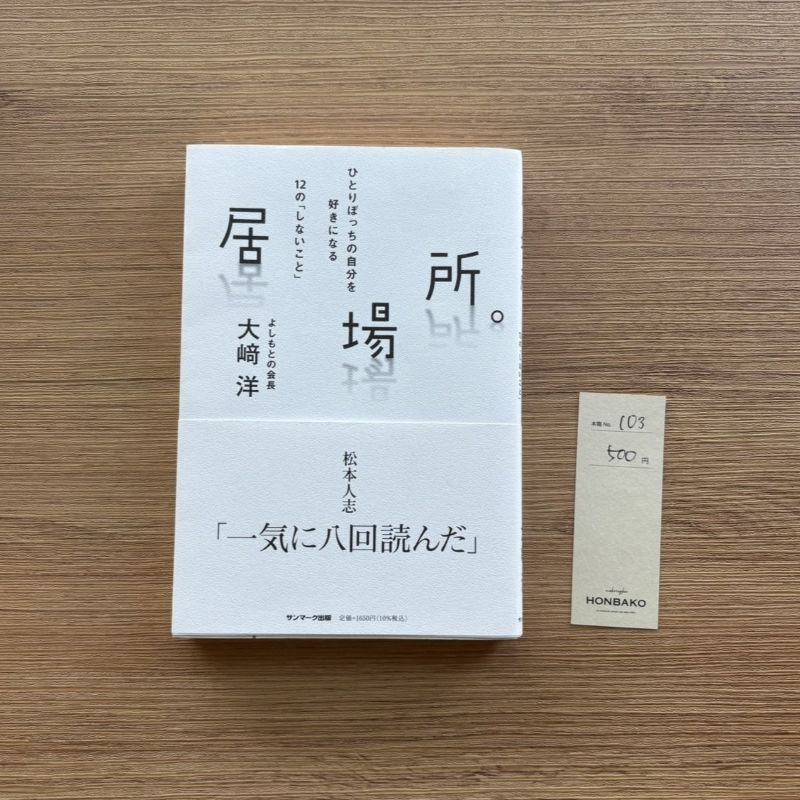 居場所。
ひとりぼっちの自分を
好きになる
12の「しないこと」
よしもとの会長
大﨑 洋
松本人志
「一気に八回読んだ」
サンマーク出版 定価=1650円(10%税込)
本箱 No. 103
500 円
HONBAKO